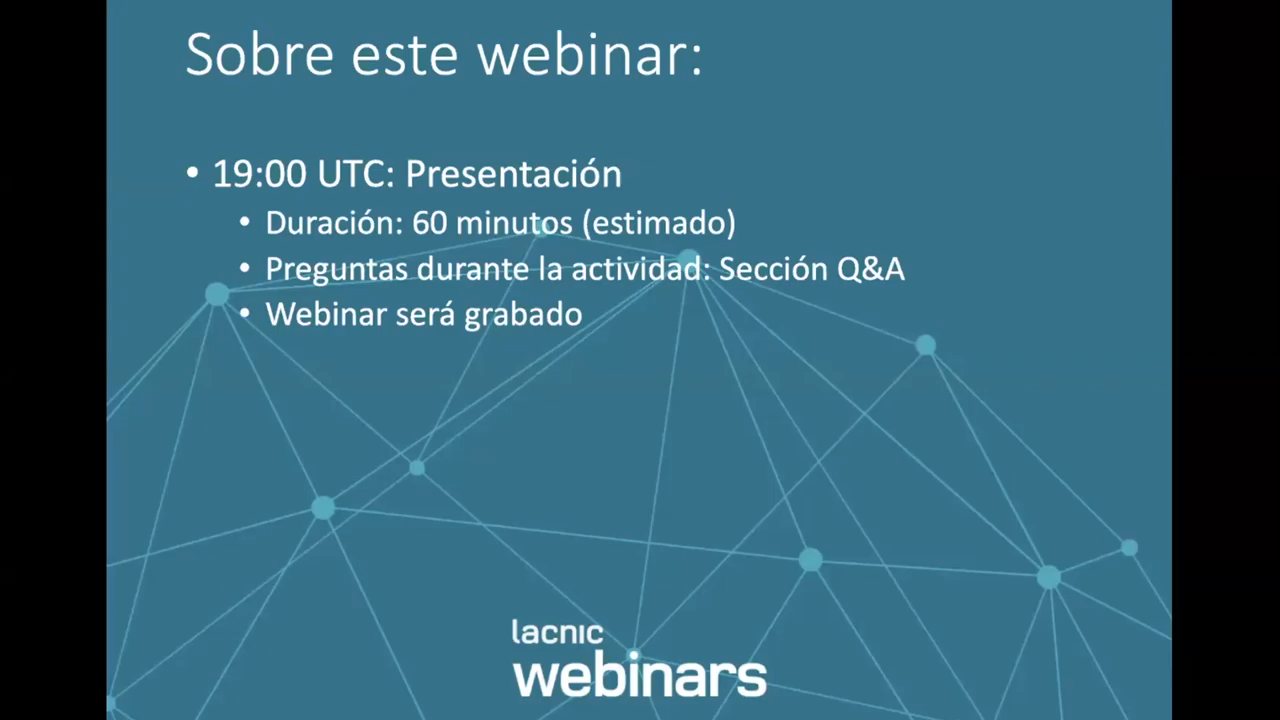 Sobre este webinar:
• 19:00 UTC: Presentación
• Duración: 60 minutos (estimado)
• Preguntas durante la actividad: Sección Q&A
• Webinar será grabado
lacnic
webinars